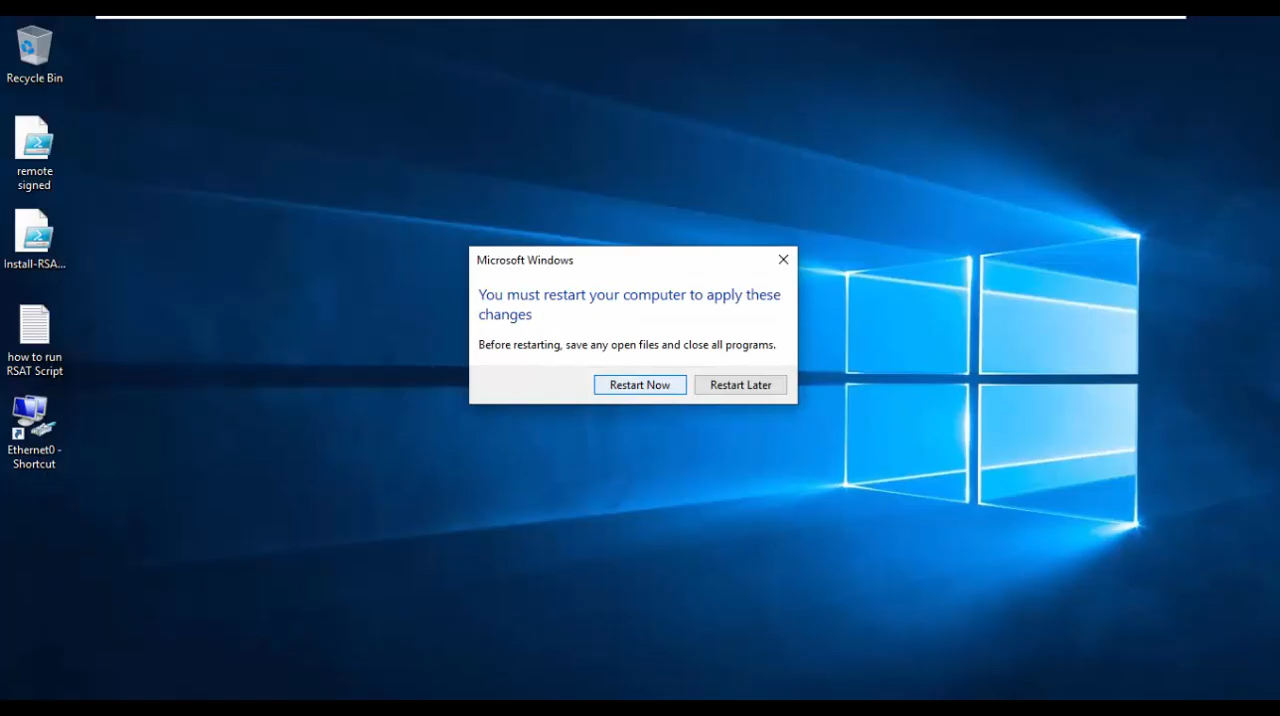 Recycle Bin
remote
signed
Install-RSA...
how to run
RSAT Script
Ethernet0 -
Shortcut
Microsoft Windows
You must restart your computer to apply these
changes
Before restarting, save any open files and close all programs.
Restart Now
Restart Later